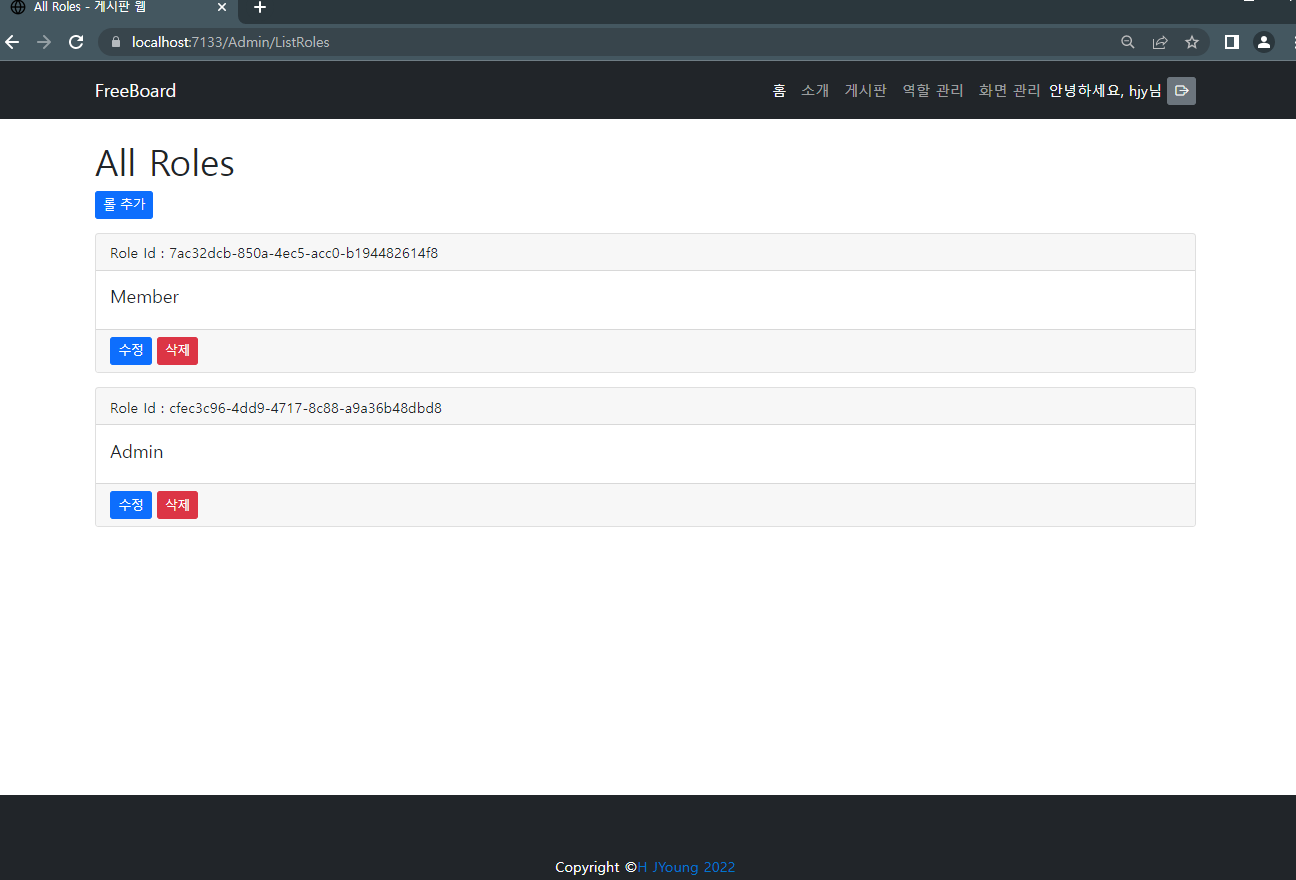 All Roles - 게시판 웹
localhost:7133/Admin/ListRoles
FreeBoard 홈 소개 게시판 역할 관리 화면 관리 안녕하세요, hjy님
All Roles
롤 추가
Role Id : 7ac32dcb-850a-4ec5-acc0-b194482614f8
Member
수정 삭제
Role Id : cfec3c96-4dd9-4717-8c88-a9a36b48dbd8
Admin
수정 삭제
Copyright ©H JYoung 2022